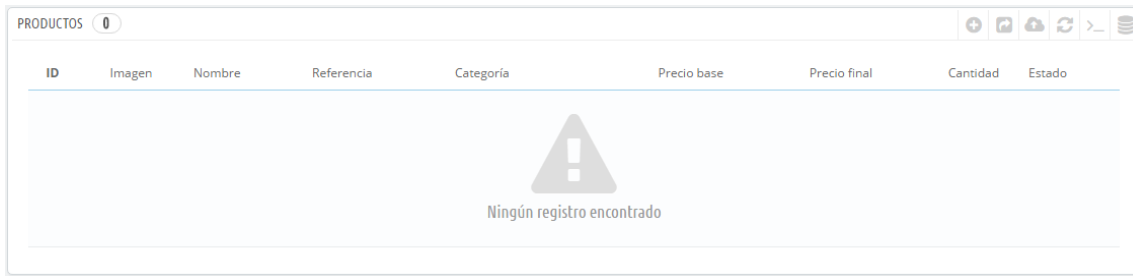 PRODUCTOS 0
ID Imagen Nombre Referencia Categoría Precio base Precio final Cantidad Estado
Ningún registro encontrado